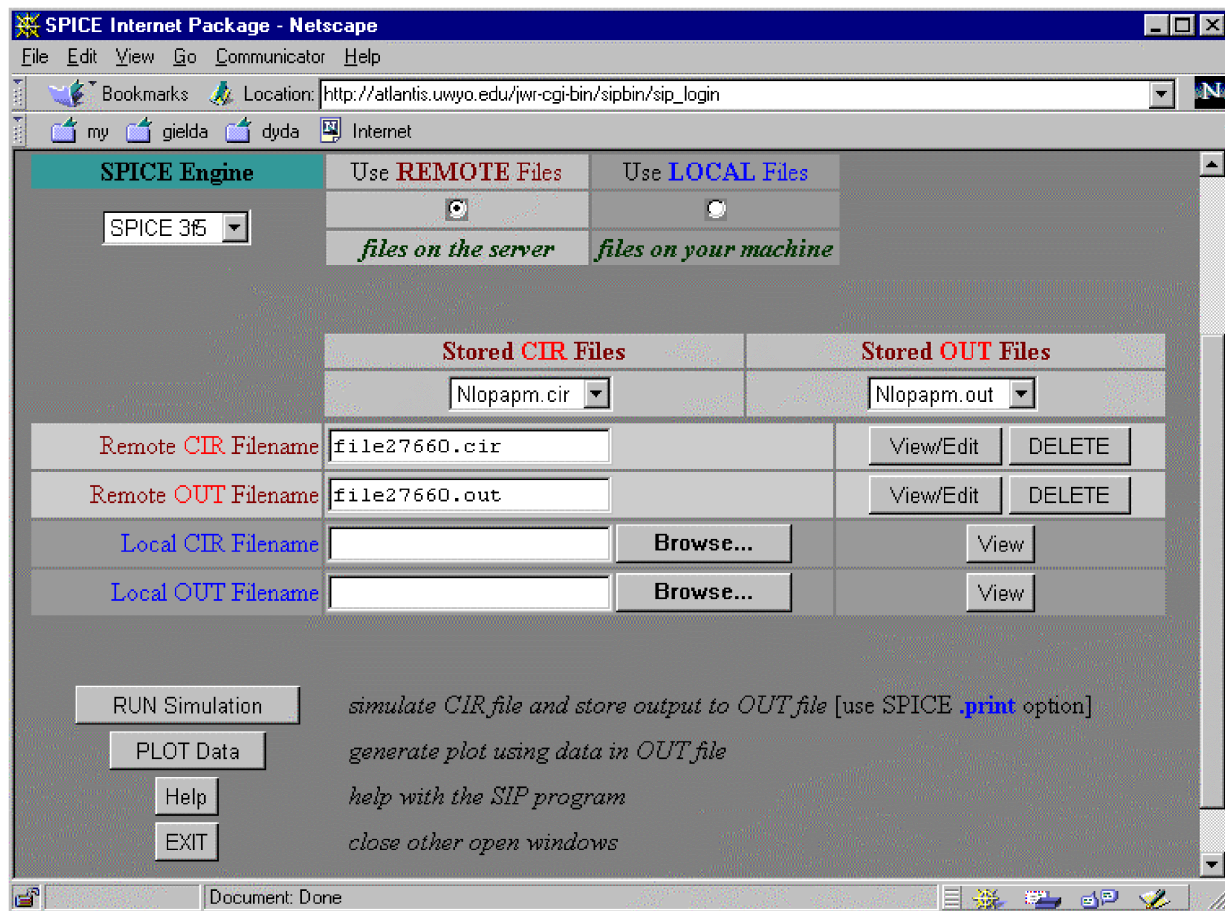 SPICE Internet Package - Netscape
File Edit View Go Communicator Help
Bookmarks Location: http://atlantis.uwyo.edu/jwr-cgi-bin/sipbin/sip_login
N
my gielda dyda Internet
SPICE Engine Use REMOTE Files Use LOCAL Files
SPICE 3f5
files on the server files on your machine
Stored CIR Files Stored OUT Files
Nlopapm.cir Nlopapm.out
Remote CIR Filename file27660.cir View/Edit DELETE
Remote OUT Filename file27660.out View/Edit DELETE
Local CIR Filename Browse... View
Local OUT Filename Browse... View
RUN Simulation simulate CIR file and store output to OUT file [use SPICE .print option]
PLOT Data generate plot using data in OUT file
Help help with the SIP program
EXIT close other open windows
Document: Done